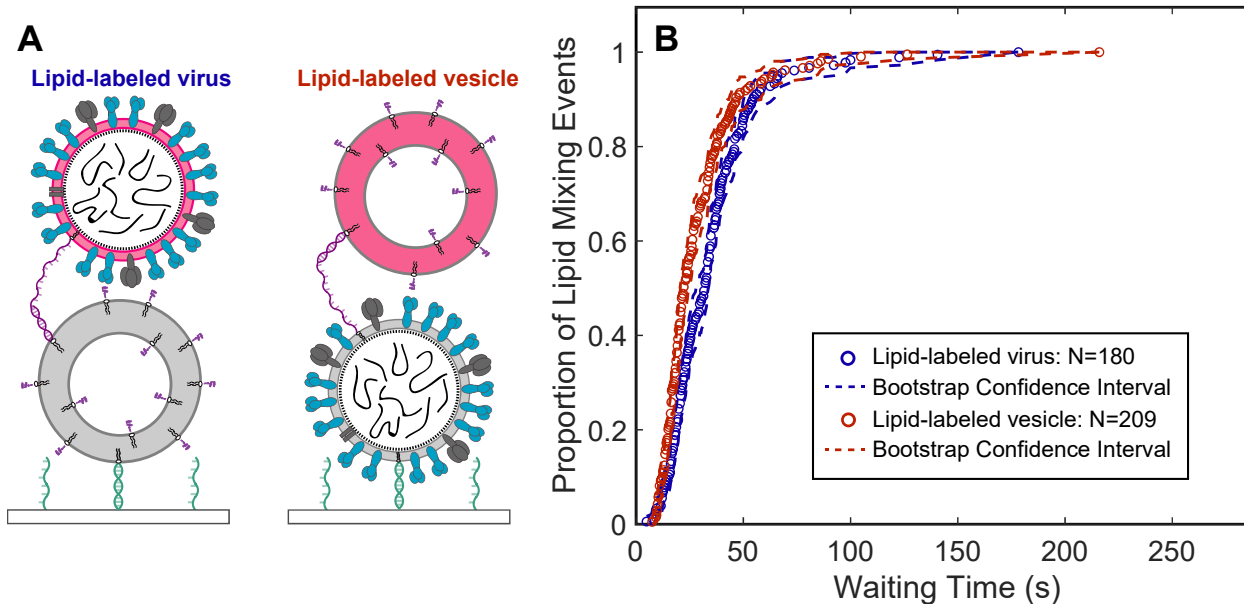 A
Lipid-labeled virus
Lipid-labeled vesicle
B
Proportion of Lipid Mixing Events
1
0.8
0.6
0.4
0.2
0
0 50 100 150 200 250
Waiting Time (s)
Lipid-labeled virus: N=180
Bootstrap Confidence Interval
Lipid-labeled vesicle: N=209
Bootstrap Confidence Interval